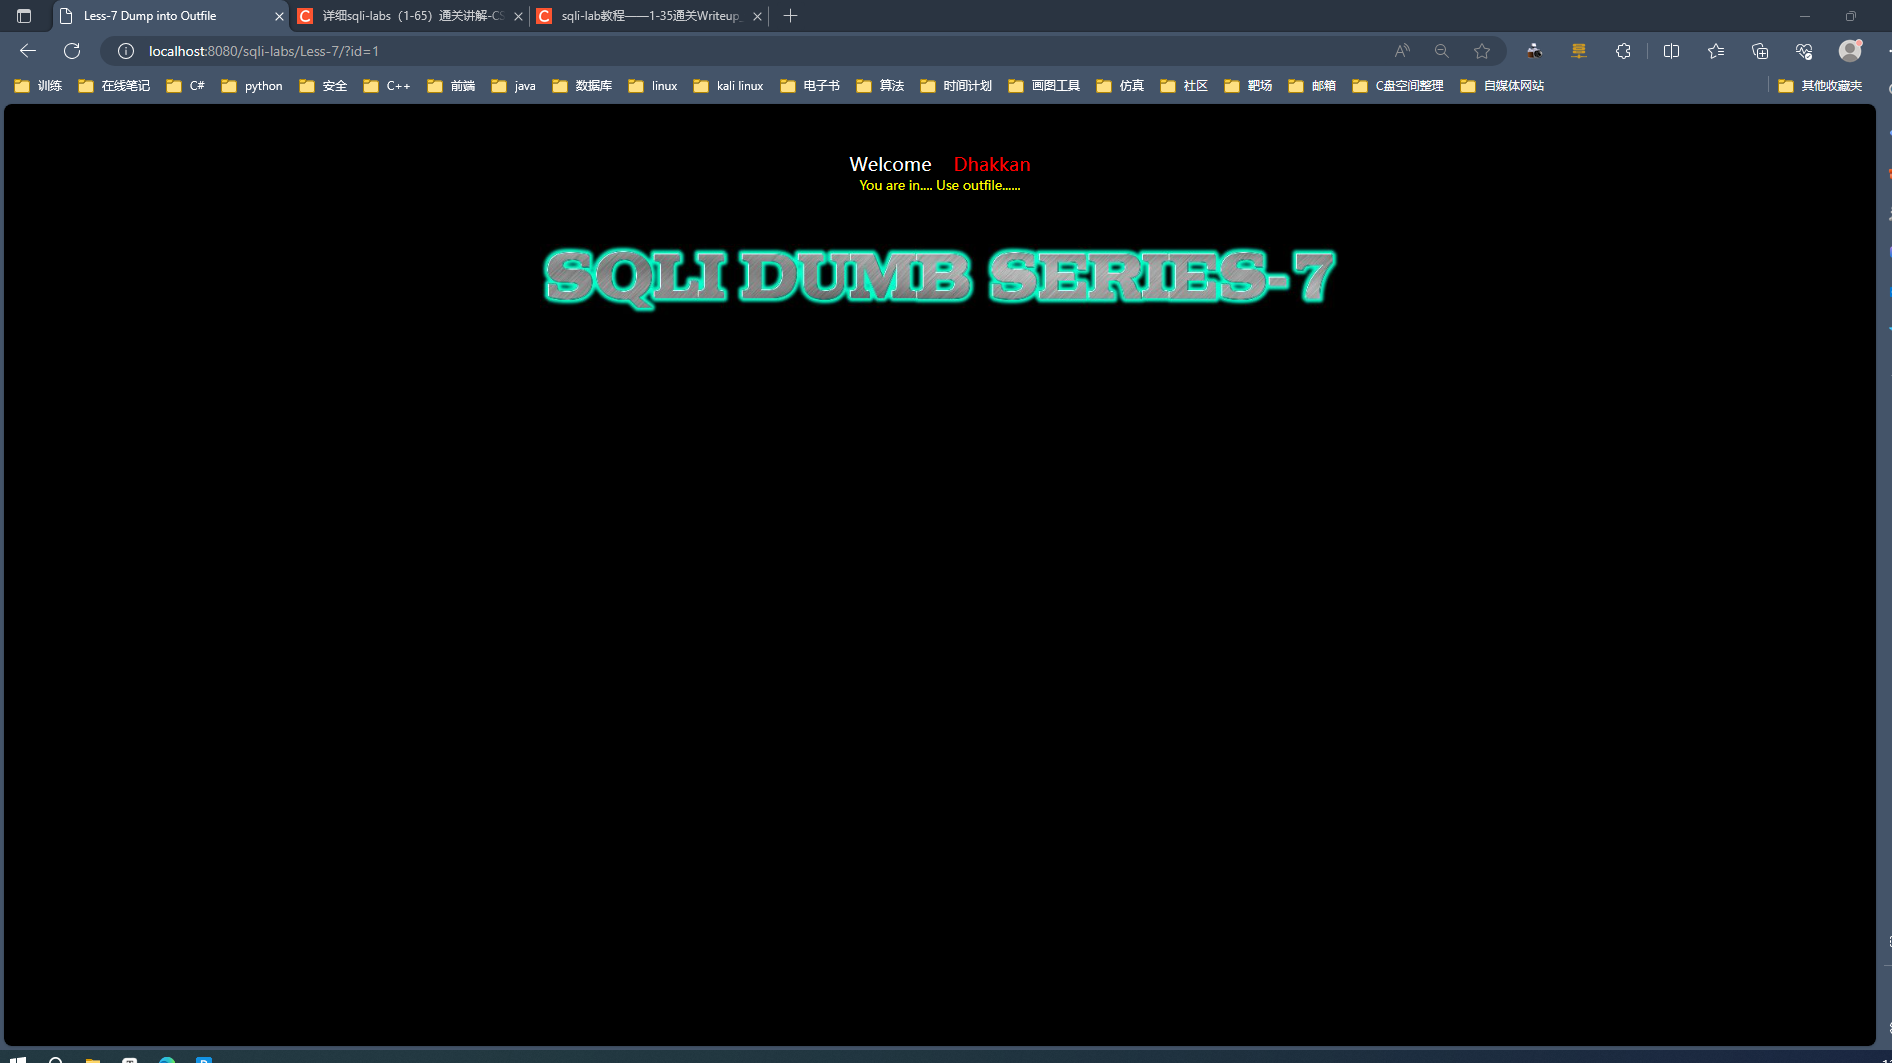 Less-7 Dump into Outfile
详细sqli-labs（1-65）通关讲解-CS
sqli-lab教程——1-35通关Writeup_
localhost:8080/sqli-labs/Less-7/?id=1
训练 在线笔记 C# python 安全 C++ 前端 java 数据库 linux kali linux 电子书 算法 时间计划 画图工具 仿真 社区 靶场 邮箱 C盘空间整理 自媒体网站 其他收藏夹
Welcome Dhakkan
You are in.... Use outfile......
SQLI DUMB SERIES-7